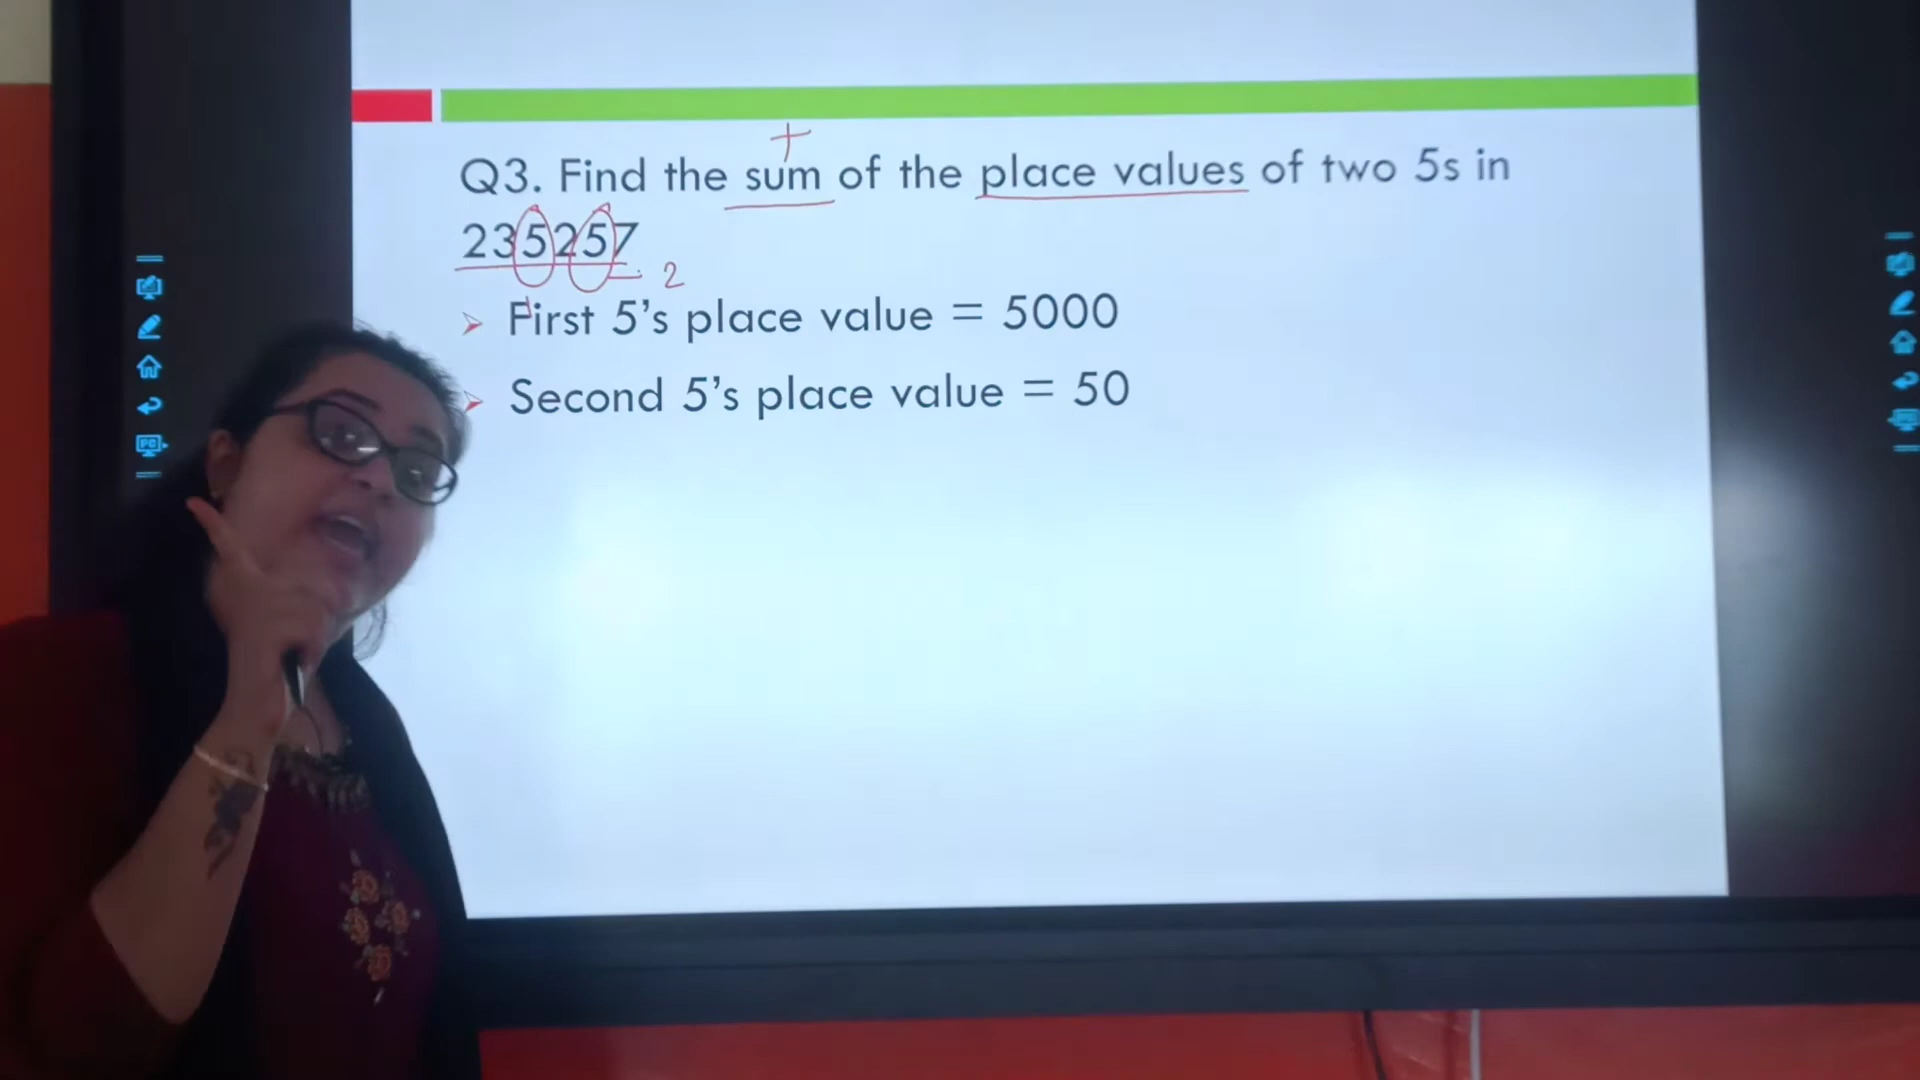 +
Q3. Find the sum of the place values of two 5s in
235257
2
First 5's place value = 5000
Second 5's place value = 50